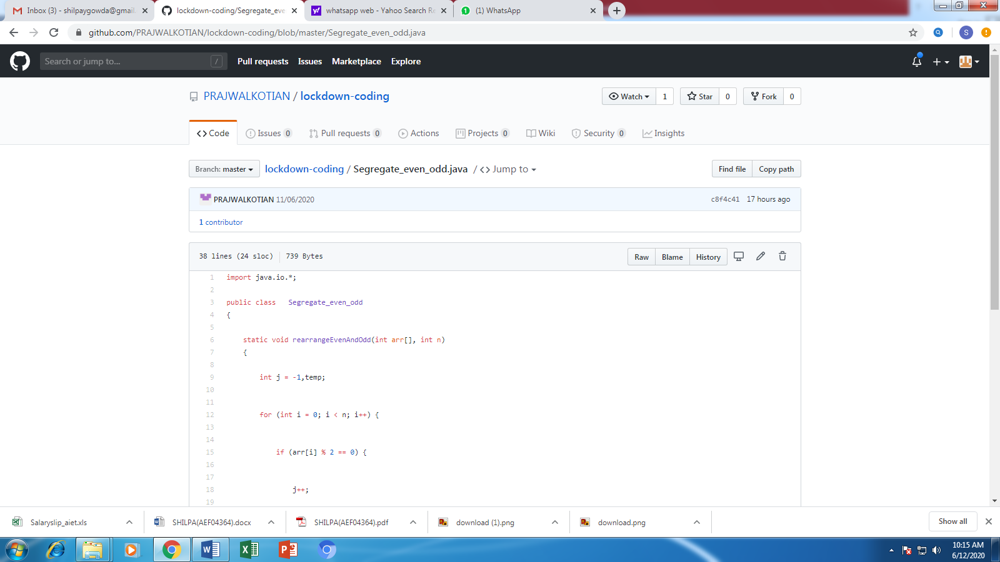 Inbox (3) - shilpaygowda@gmail.
lockdown-coding/Segregate_eve
whatsapp web - Yahoo Search Re
(1) WhatsApp
github.com/PRAJWALKOTIAN/lockdown-coding/blob/master/Segregate_even_odd.java
S
Search or jump to... /
Pull requests Issues Marketplace Explore
PRAJWALKOTIAN / lockdown-coding
Watch 1 Star 0 Fork 0
Code Issues 0 Pull requests 0 Actions Projects 0 Wiki Security 0 Insights
Branch: master lockdown-coding / Segregate_even_odd.java / <> Jump to
Find file Copy path
PRAJWALKOTIAN 11/06/2020 c8f4c41 17 hours ago
1 contributor
38 lines (24 sloc) 739 Bytes Raw Blame History
1 import java.io.*;
2
3 public class   Segregate_even_odd
4 {
5
6     static void rearrangeEvenAndOdd(int arr[], int n)
7     {
8
9         int j = -1,temp;
10
11
12         for (int i = 0; i < n; i++) {
13
14
15             if (arr[i] % 2 == 0) {
16
17
18                 j++;
19
Salaryslip_aiet.xls SHILPA(AEF04364).docx SHILPA(AEF04364).pdf download (1).png download.png Show all
10:15 AM
6/12/2020